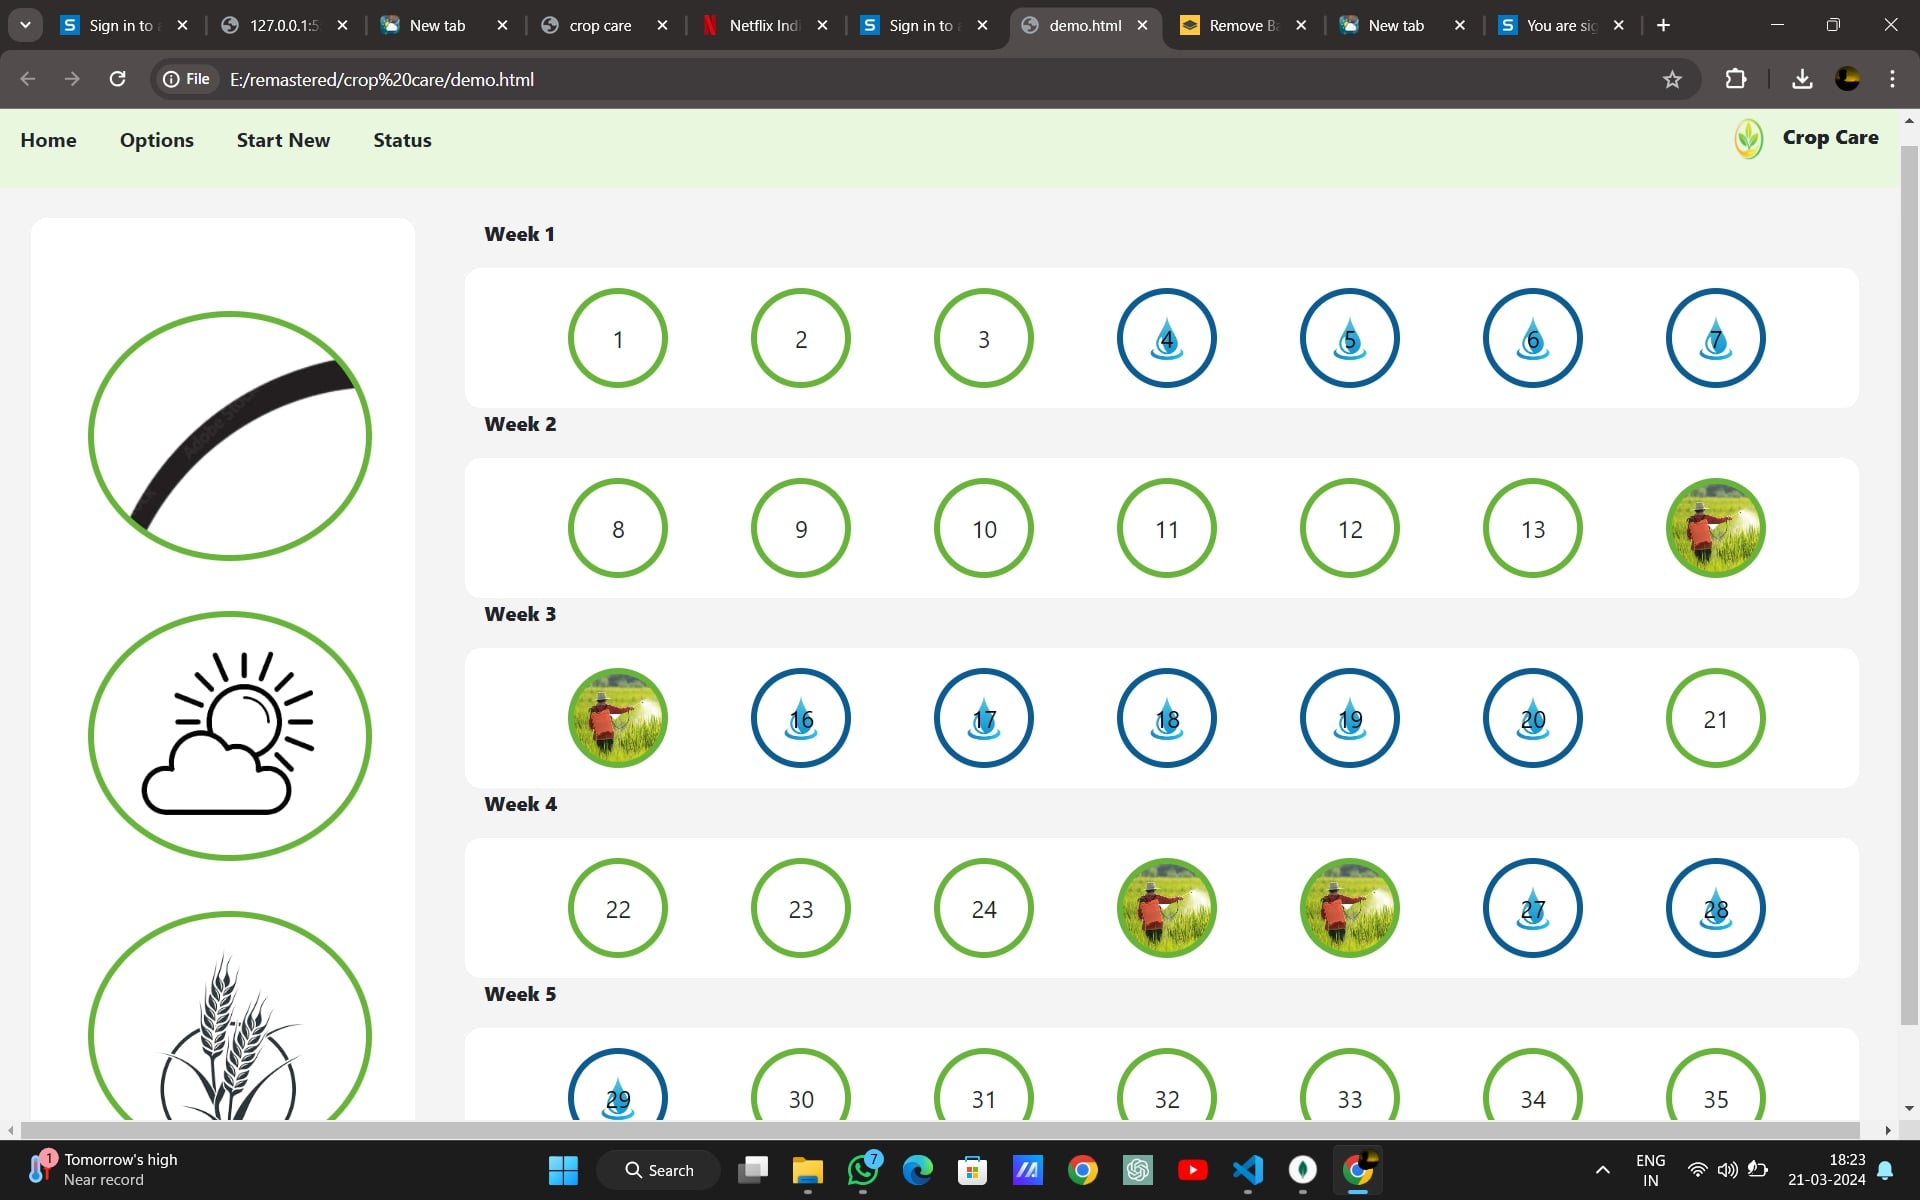 Sign in to a
127.0.0.1:5
New tab
crop care
Netflix Indi
Sign in to a
demo.html
Remove Ba
New tab
You are sig
File
E:/remastered/crop%20care/demo.html
Home Options Start New Status
Crop Care
Week 1
1 2 3 4 5 6 7
Week 2
8 9 10 11 12 13
Week 3
16 17 18 19 20 21
Week 4
22 23 24 27 28
Week 5
29 30 31 32 33 34 35
1
Tomorrow's high
Near record
Search
7
ENG
IN
18:23
21-03-2024